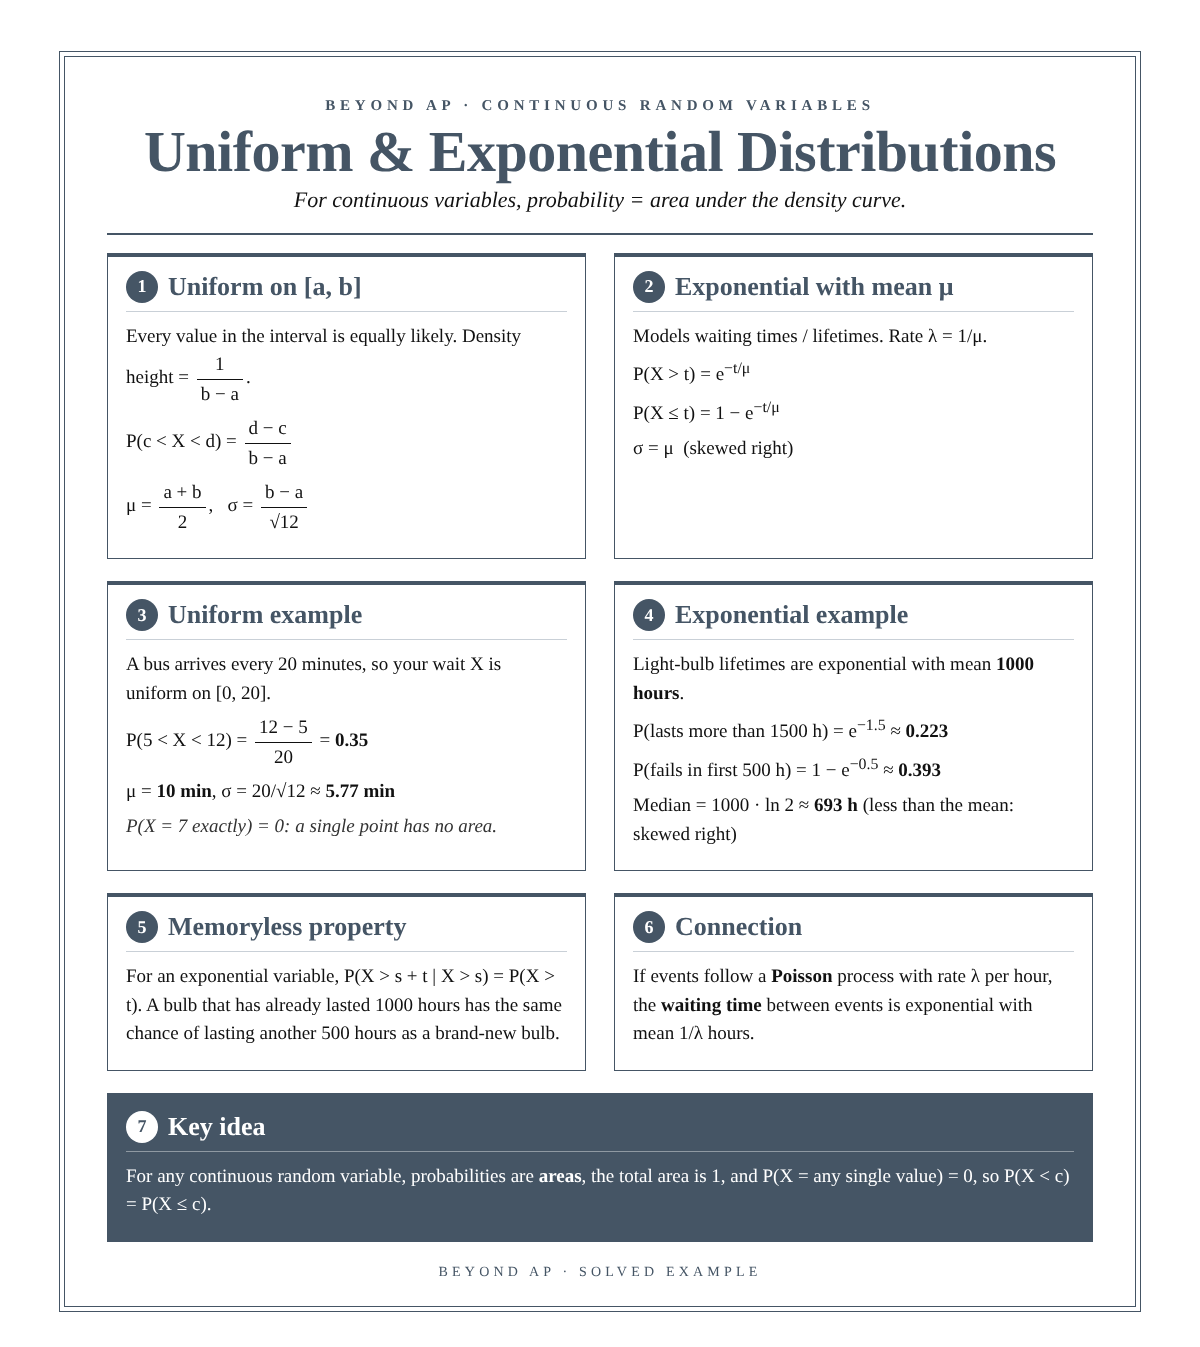 BEYOND AP · CONTINUOUS RANDOM VARIABLES
Uniform & Exponential Distributions
For continuous variables, probability = area under the density curve.
1 Uniform on [a, b]
Every value in the interval is equally likely. Density
height = 1 / (b − a).
P(c < X < d) = (d − c) / (b − a)
μ = (a + b) / 2, σ = (b − a) / √12
2 Exponential with mean μ
Models waiting times / lifetimes. Rate λ = 1/μ.
P(X > t) = e^(−t/μ)
P(X ≤ t) = 1 − e^(−t/μ)
σ = μ (skewed right)
3 Uniform example
A bus arrives every 20 minutes, so your wait X is
uniform on [0, 20].
P(5 < X < 12) = (12 − 5) / 20 = 0.35
μ = 10 min, σ = 20/√12 ≈ 5.77 min
P(X = 7 exactly) = 0: a single point has no area.
4 Exponential example
Light-bulb lifetimes are exponential with mean 1000
hours.
P(lasts more than 1500 h) = e^(−1.5) ≈ 0.223
P(fails in first 500 h) = 1 − e^(−0.5) ≈ 0.393
Median = 1000 · ln 2 ≈ 693 h (less than the mean:
skewed right)
5 Memoryless property
For an exponential variable, P(X > s + t | X > s) = P(X >
t). A bulb that has already lasted 1000 hours has the same
chance of lasting another 500 hours as a brand-new bulb.
6 Connection
If events follow a Poisson process with rate λ per hour,
the waiting time between events is exponential with
mean 1/λ hours.
7 Key idea
For any continuous random variable, probabilities are areas, the total area is 1, and P(X = any single value) = 0, so P(X < c)
= P(X ≤ c).
BEYOND AP · SOLVED EXAMPLE